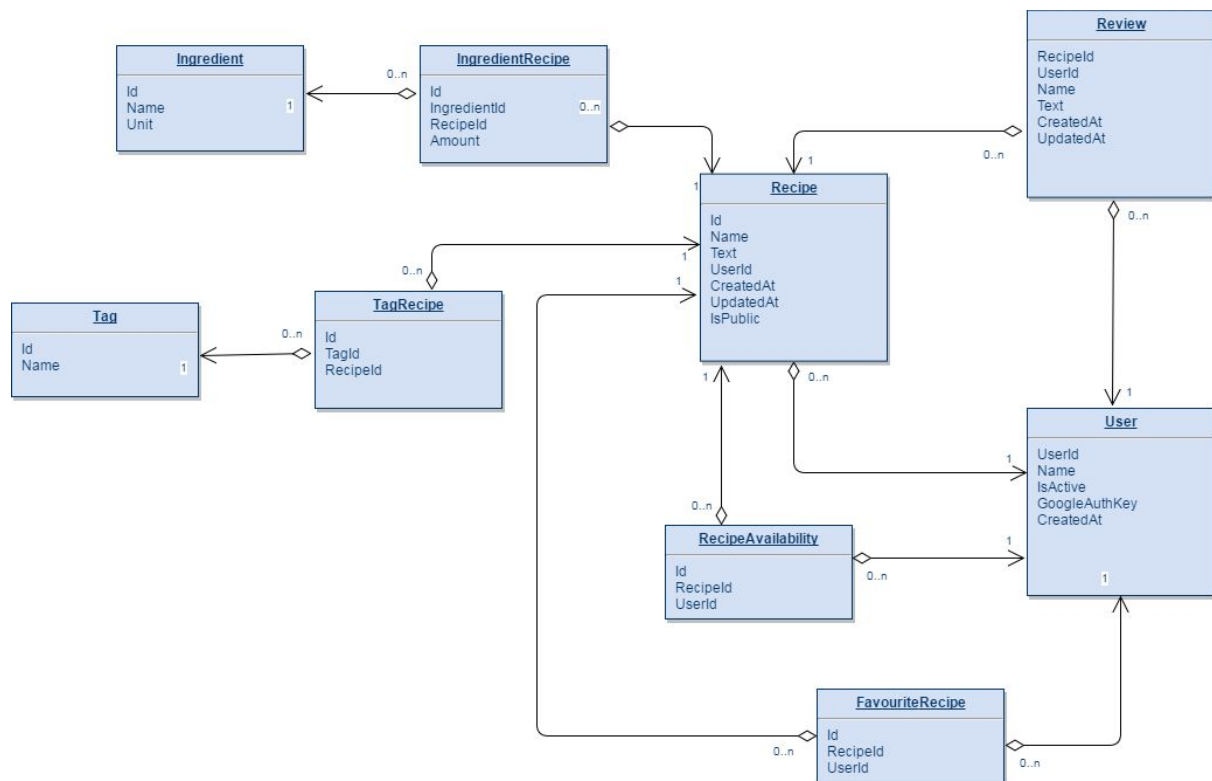 Review
RecipeId
UserId
Name
Text
CreatedAt
UpdatedAt
0..n
0..n
1
1
Ingredient
Id
Name
Unit
1
0..n
IngredientRecipe
Id
IngredientId
RecipeId
Amount
0..n
1
Recipe
Id
Name
Text
UserId
CreatedAt
UpdatedAt
IsPublic
1
1
1
0..n
1
Tag
Id
Name
1
0..n
TagRecipe
Id
TagId
RecipeId
0..n
User
UserId
Name
IsActive
GoogleAuthKey
CreatedAt
1
1
RecipeAvailability
Id
RecipeId
UserId
0..n
0..n
FavouriteRecipe
Id
RecipeId
UserId
0..n
0..n